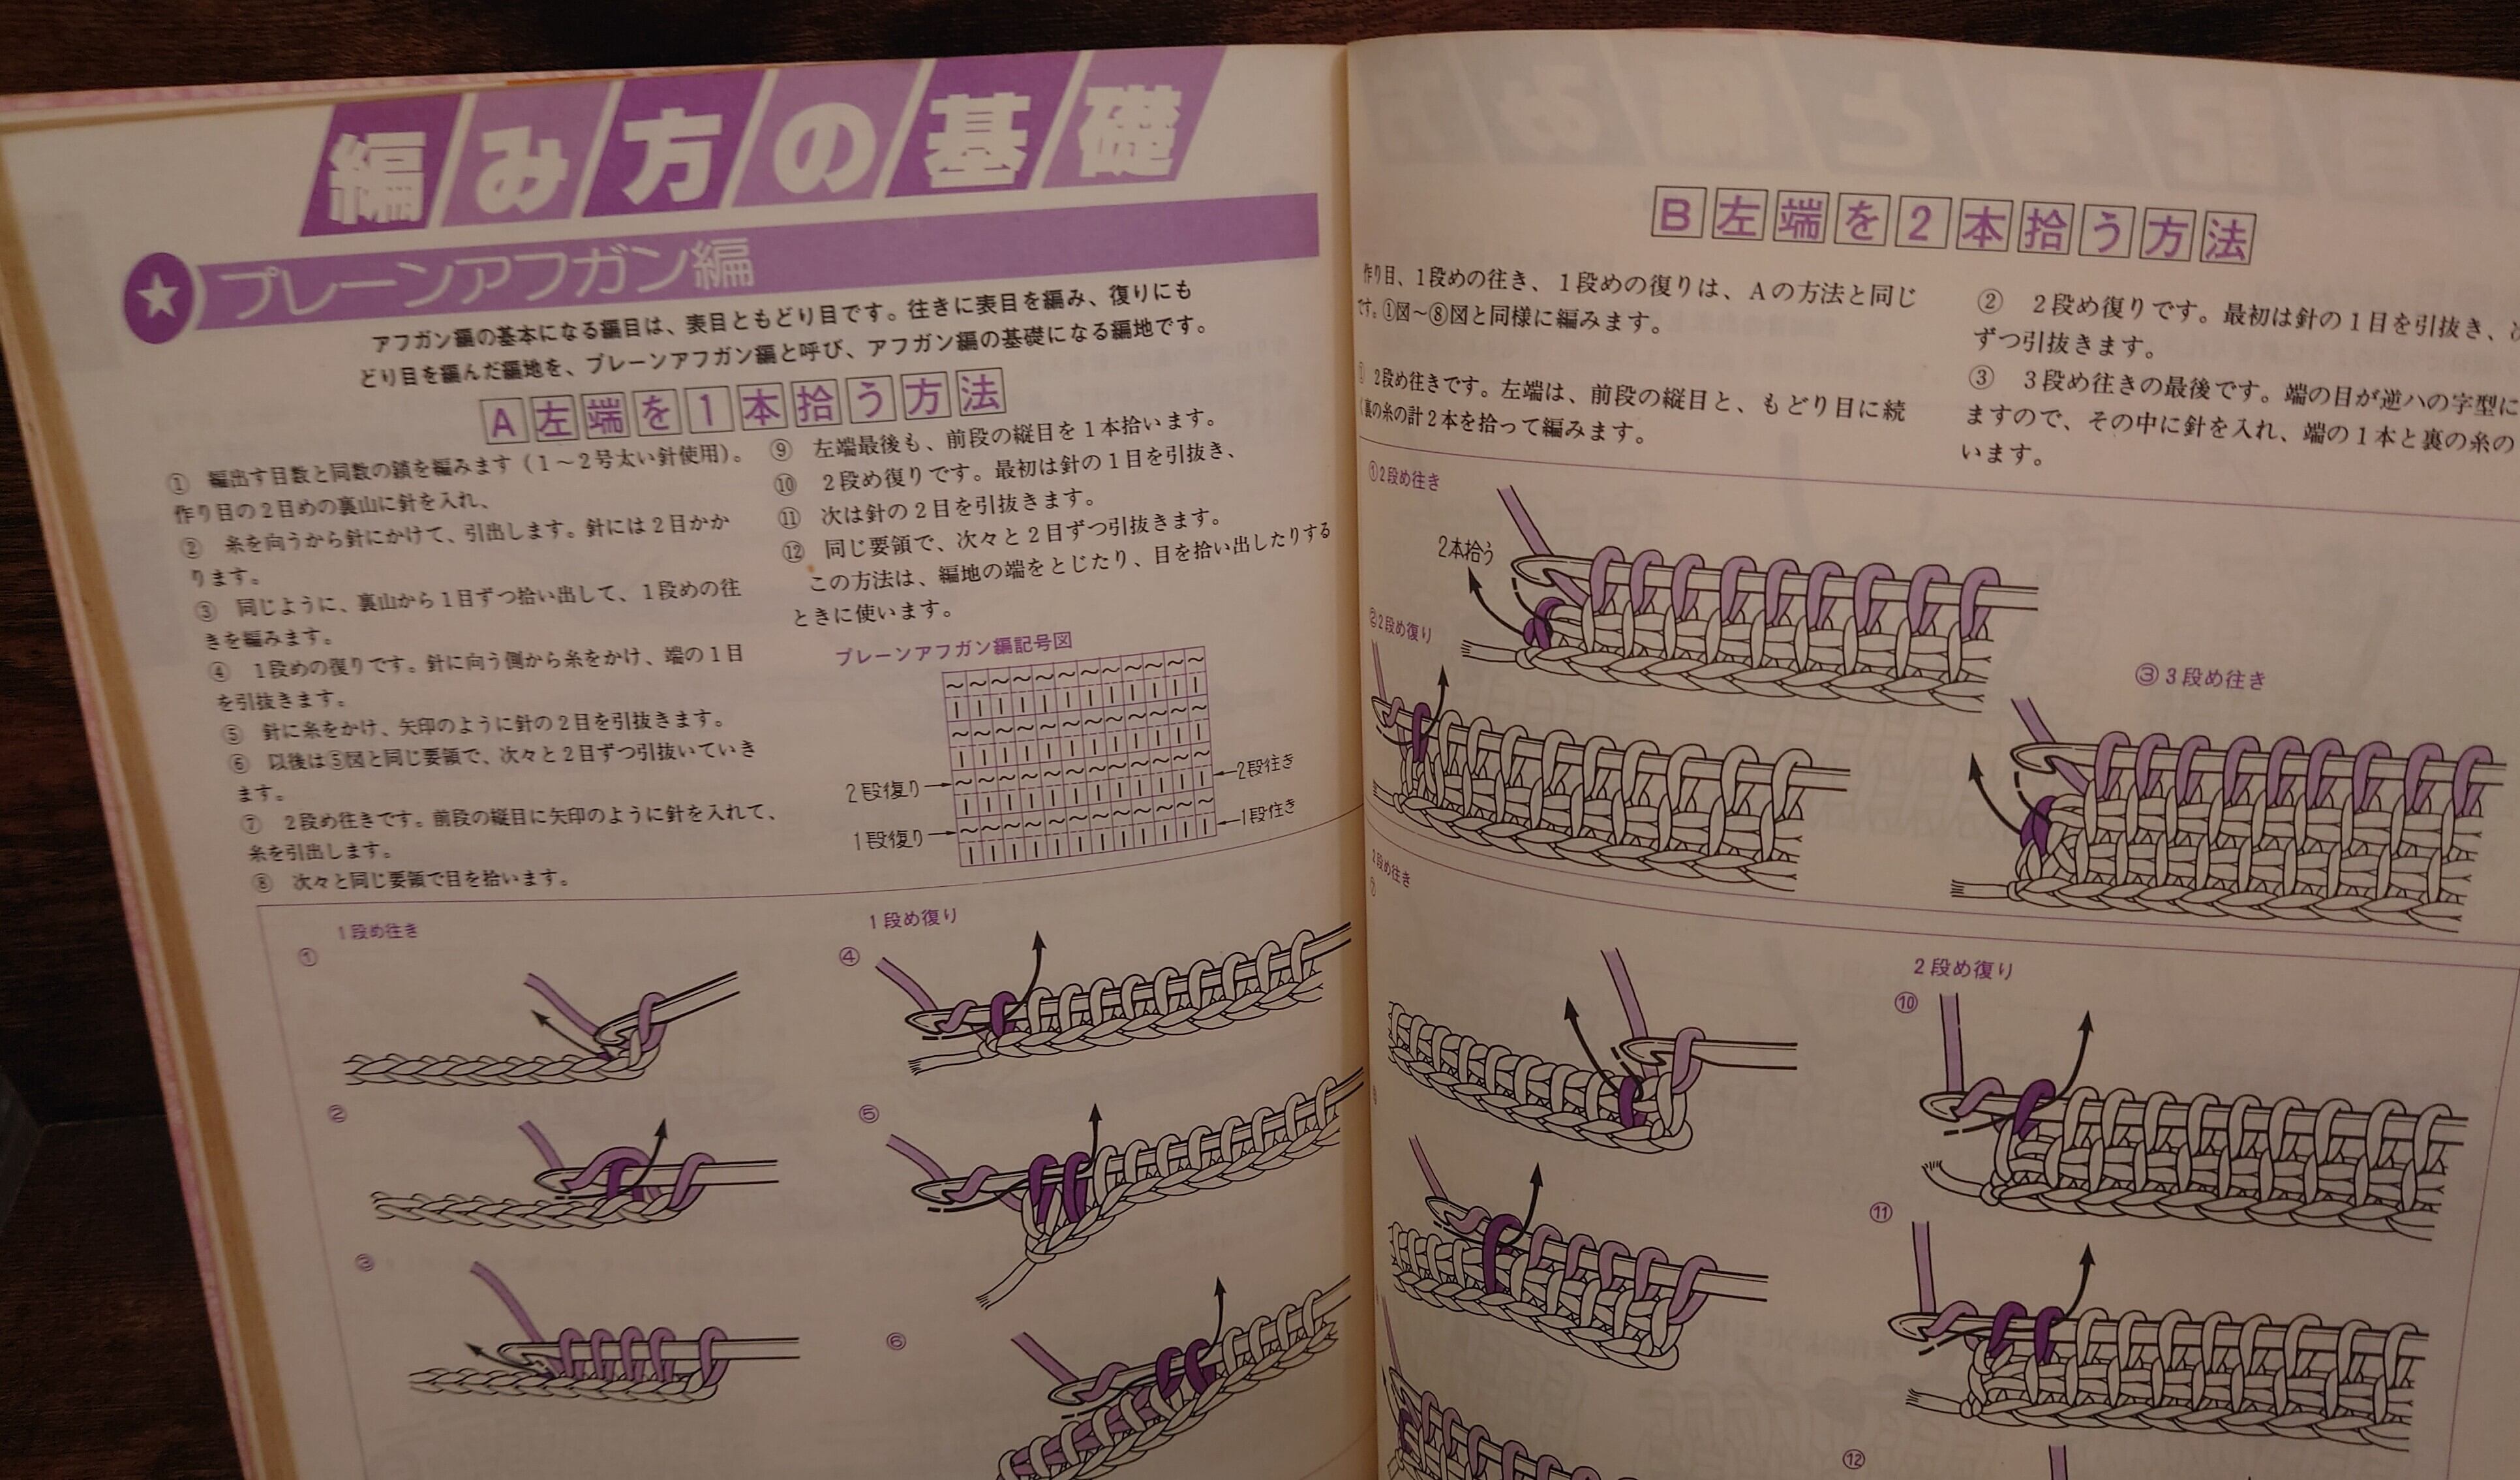 編み方の基礎
★プレーンアフガン編
アフガン編の基本になる編目は、表目ともどり目です。往きに表目を編み、復りにも
どり目を編んだ編地を、プレーンアフガン編と呼び、アフガン編の基礎になる編地です。
A左端を1本拾う方法
① 編出す目数と同数の鎖を編みます(1〜2号太い針使用)。
作り目の2目めの裏山に針を入れ、
② 糸を向うから針にかけて、引出します。針には2目かか
ります。
③ 同じように、裏山から1目ずつ拾い出して、1段めの往
きを編みます。
④ 1段めの復りです。針に向う側から糸をかけ、端の1目
を引抜きます。
⑤ 針に糸をかけ、矢印のように針の2目を引抜きます。
⑥ 以後は⑤図と同じ要領で、次々と2目ずつ引抜いていき
ます。
⑦ 2段め往きです。前段の縦目に矢印のように針を入れて、
糸を引出します。
⑧ 次々と同じ要領で目を拾います。
⑨ 左端最後も、前段の縦目を1本拾います。
⑩ 2段め復りです。最初は針の1目を引抜き、
⑪ 次は針の2目を引抜きます。
⑫ 同じ要領で、次々と2目ずつ引抜きます。
この方法は、編地の端をとじたり、目を拾い出したりする
ときに使います。
プレーンアフガン編記号図
2段復り
2段往き
1段復り
1段往き
1段め往き
①
②
③
1段め復り
④
⑤
⑥
B左端を2本拾う方法
作り目、1段めの往き、1段めの復りは、Aの方法と同じ
です。①図〜⑧図と同様に編みます。
① 2段め往きです。左端は、前段の縦目と、もどり目に続
く裏の糸の計2本を拾って編みます。
② 2段め復りです。最初は針の1目を引抜き、
ずつ引抜きます。
③ 3段め往きの最後です。端の目が逆ハの字型に
ますので、その中に針を入れ、端の1本と裏の糸の
います。
①2段め往き
2本拾う
②2段め復り
③3段め往き
2段め往き
2段め復り
⑩
⑪
⑫